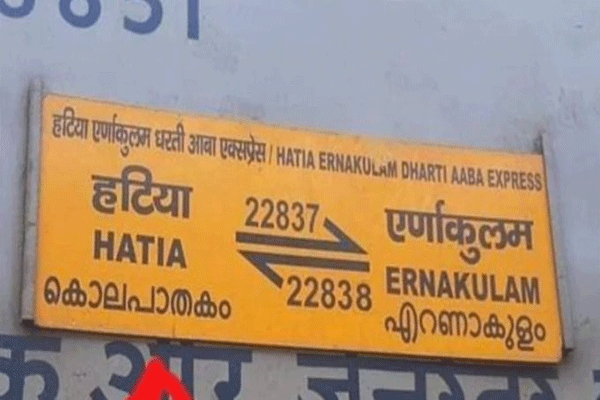 हटिया एर्णाकुलम धरती आबा एक्सप्रेस / HATIA ERNAKULAM DHARTI AABA EXPRESS
हटिया
HATIA
കൊലപാതകം
22837
22838
एर्णाकुलम
ERNAKULAM
എറണാകുളം